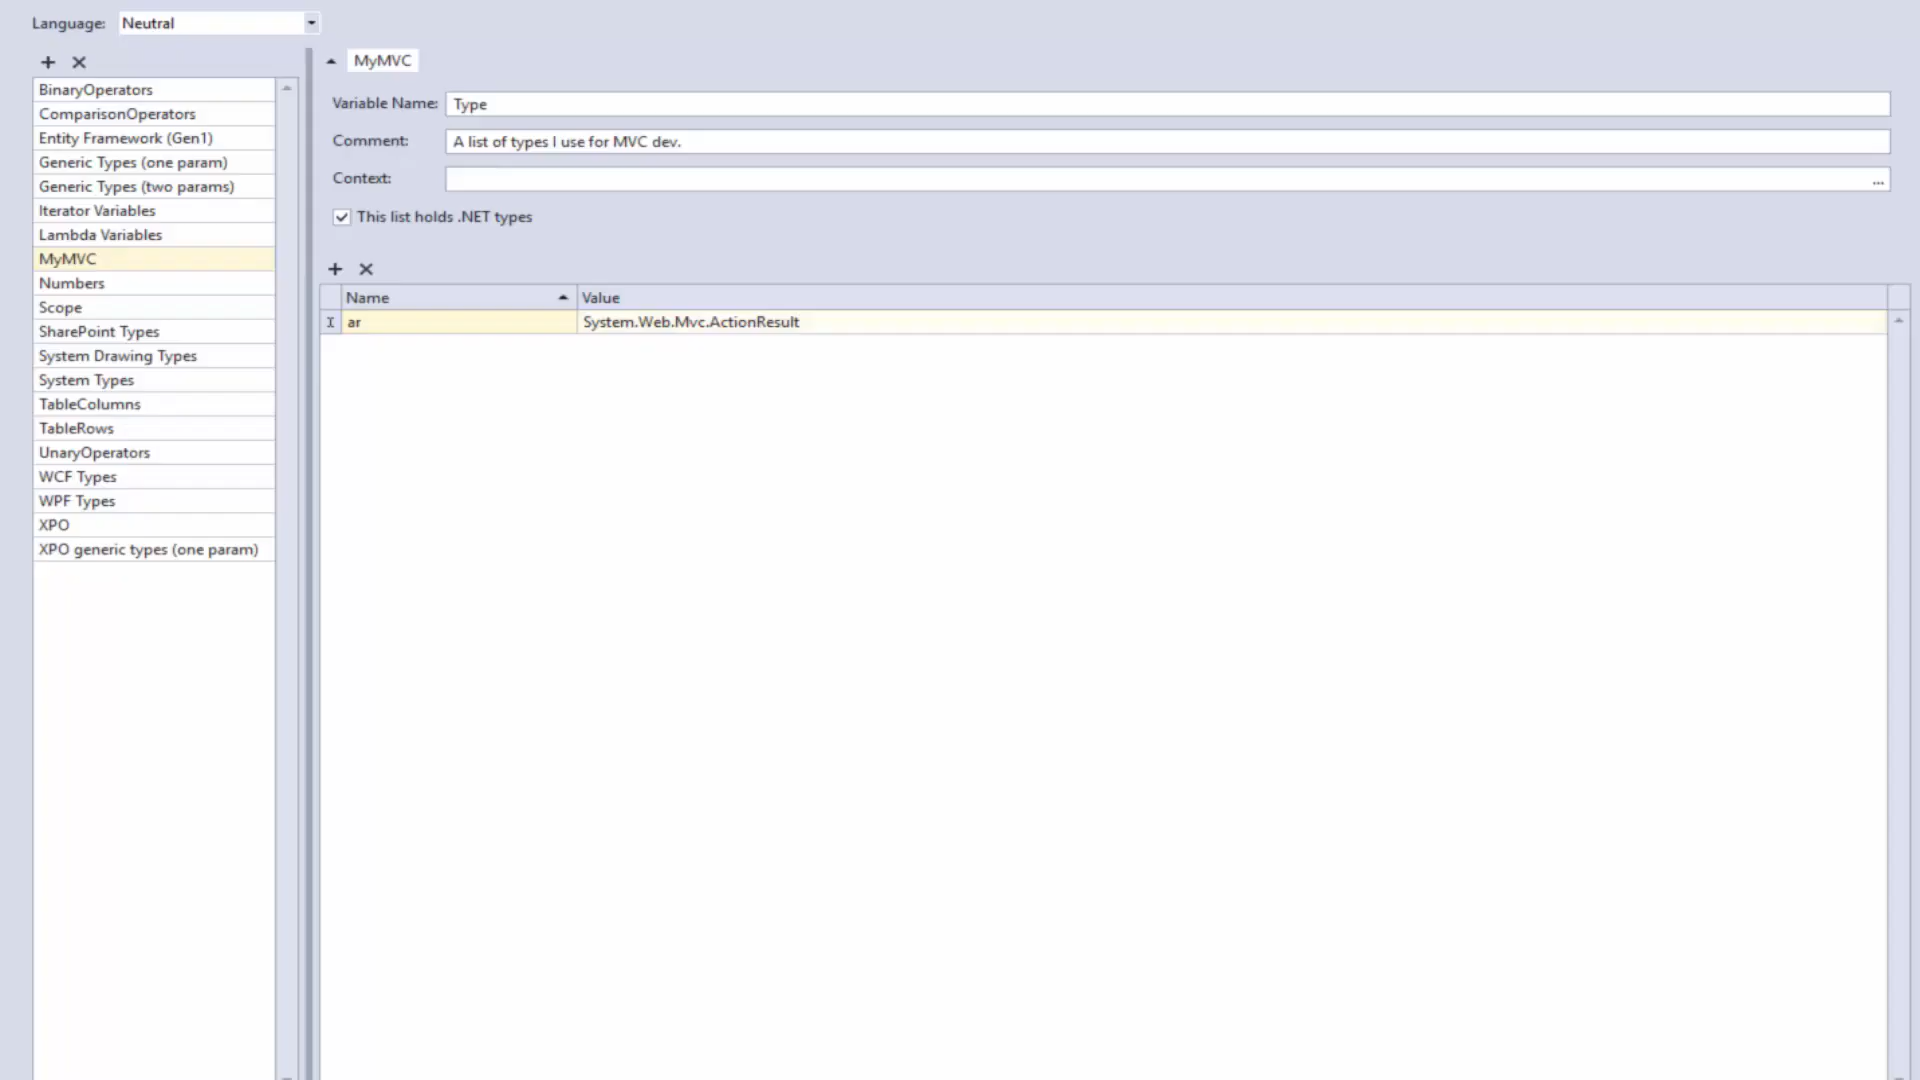 Language: Neutral
MyMVC
BinaryOperators
ComparisonOperators
Entity Framework (Gen1)
Generic Types (one param)
Generic Types (two params)
Iterator Variables
Lambda Variables
MyMVC
Numbers
Scope
SharePoint Types
System Drawing Types
System Types
TableColumns
TableRows
UnaryOperators
WCF Types
WPF Types
XPO
XPO generic types (one param)
Variable Name: Type
Comment: A list of types I use for MVC dev.
Context: ...
This list holds .NET types
Name Value
ar System.Web.Mvc.ActionResult